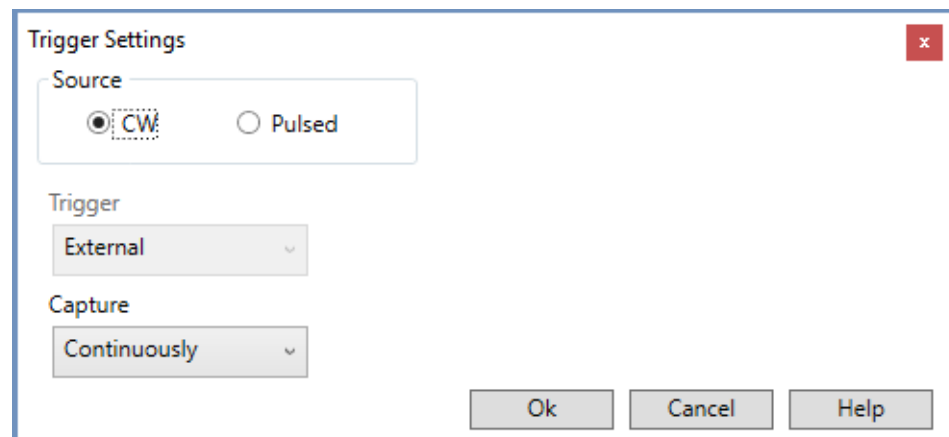 Trigger Settings
x
Source
CW
Pulsed
Trigger
External
Capture
Continuously
Ok
Cancel
Help